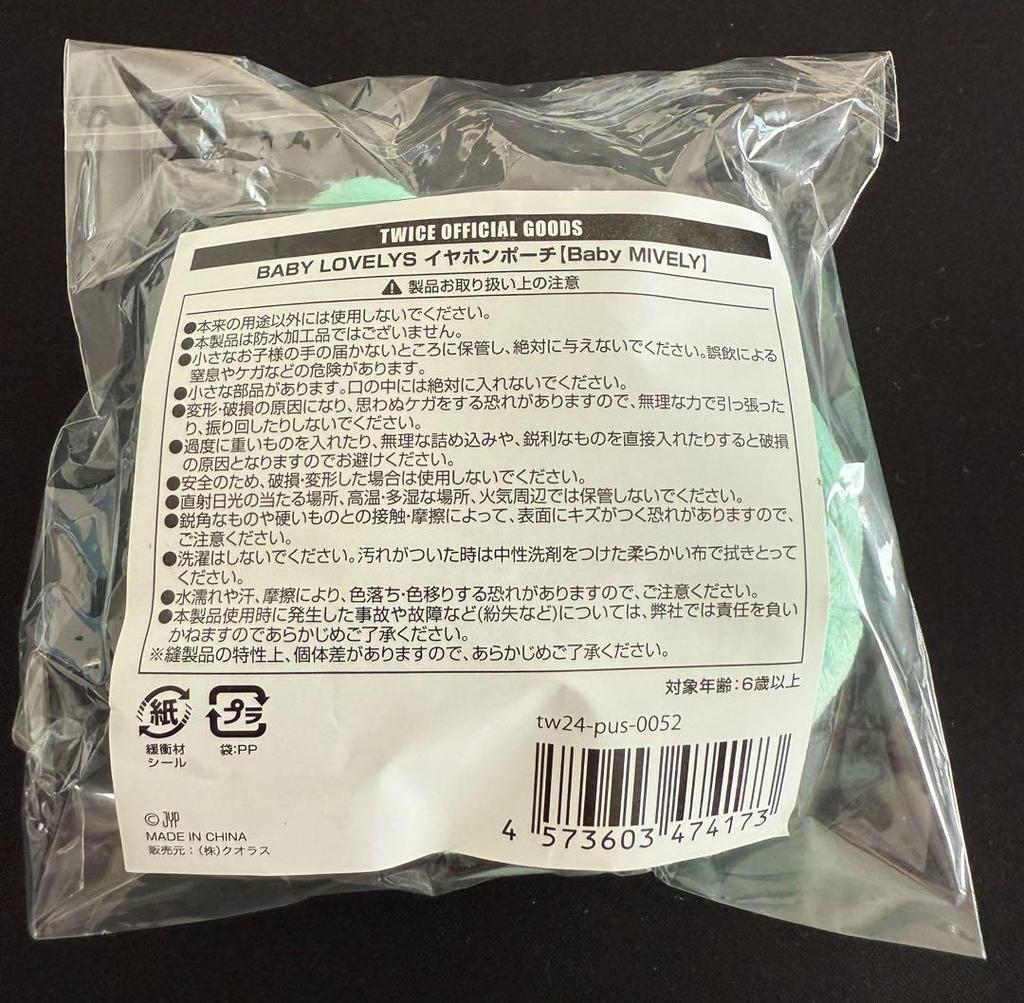 TWICE OFFICIAL GOODS
BABY LOVELYS イヤホンポーチ【Baby MIVELY】
製品お取り扱い上の注意
●本来の用途以外には使用しないでください。
●本製品は防水加工品ではございません。
●小さなお子様の手の届かないところに保管し、絶対に与えないでください。誤飲による
窒息やケガなどの危険があります。
●小さな部品があります。口の中には絶対に入れないでください。
●変形・破損の原因になり、思わぬケガをする恐れがありますので、無理な力で引っ張った
り、振り回したりしないでください。
●過度に重いものを入れたり、無理な詰め込みや、鋭利なものを直接入れたりすると破損
の原因となりますのでお避けください。
●安全のため、破損・変形した場合は使用しないでください。
●直射日光の当たる場所、高温・多湿な場所、火気周辺では保管しないでください。
●鋭角なものや硬いものとの接触・摩擦によって、表面にキズがつく恐れがありますので、
ご注意ください。
●洗濯はしないでください。汚れがついた時は中性洗剤をつけた柔らかい布で拭きとって
ください。
●水濡れや汗、摩擦により、色落ち・色移りする恐れがありますので、ご注意ください。
●本製品使用時に発生した事故や故障など(紛失など)については、弊社では責任を負い
かねますのであらかじめご了承ください。
※縫製品の特性上、個体差がありますので、あらかじめご了承ください。
対象年齢：6歳以上
紙
プラ
緩衝材
シール
袋:PP
tw24-pus-0052
4 573603 474173
© JYP
MADE IN CHINA
販売元：(株)クオラス